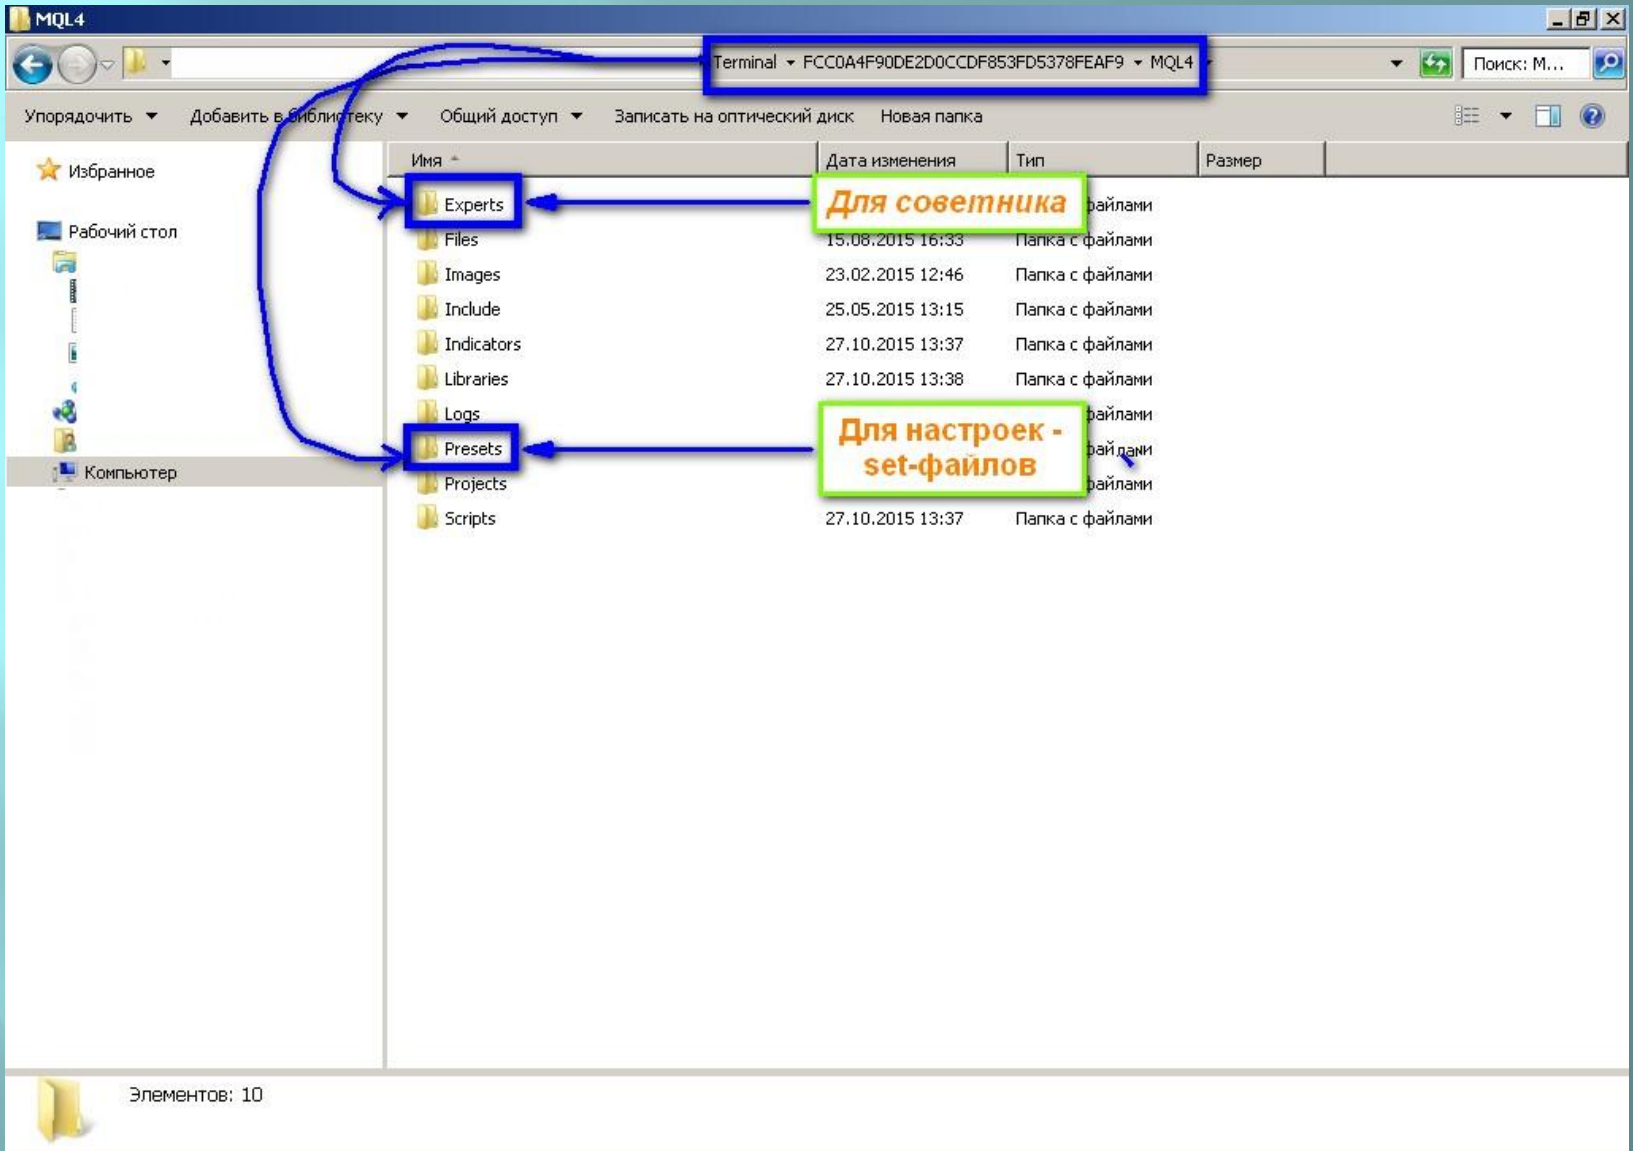 MQL4
Terminal FCC0A4F90DE2D0CCDF853FD5378FEAF9 MQL4
Поиск: M...
Упорядочить Добавить в библиотеку Общий доступ Записать на оптический диск Новая папка
Избранное
Рабочий стол
Компьютер
Имя Дата изменения Тип Размер
Experts Для советника файлами
Files 15.08.2015 16:33 Папка с файлами
Images 23.02.2015 12:46 Папка с файлами
Include 25.05.2015 13:15 Папка с файлами
Indicators 27.10.2015 13:37 Папка с файлами
Libraries 27.10.2015 13:38 Папка с файлами
Logs файлами
Для настроек -
set-файлов
Presets файлами
Projects файлами
Scripts 27.10.2015 13:37 Папка с файлами
Элементов: 10